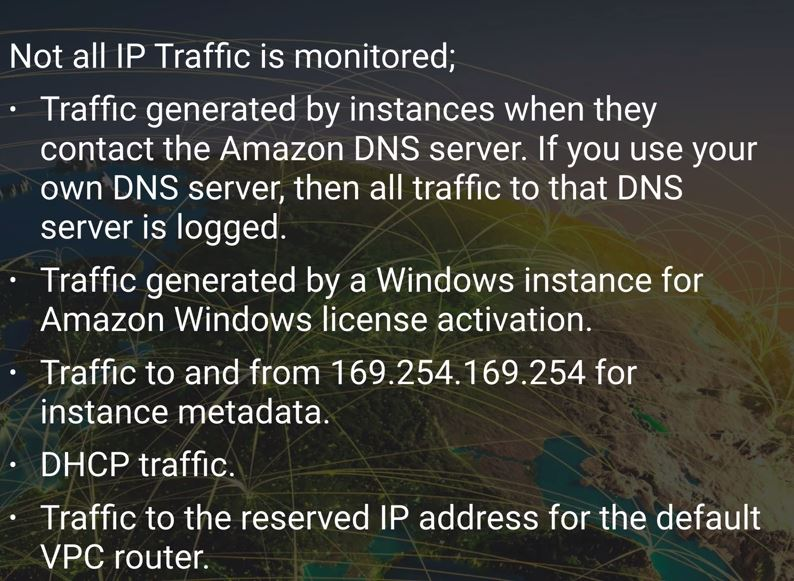 Not all IP Traffic is monitored;
• Traffic generated by instances when they
contact the Amazon DNS server. If you use your
own DNS server, then all traffic to that DNS
server is logged.
• Traffic generated by a Windows instance for
Amazon Windows license activation.
• Traffic to and from 169.254.169.254 for
instance metadata.
• DHCP traffic.
• Traffic to the reserved IP address for the default
VPC router.